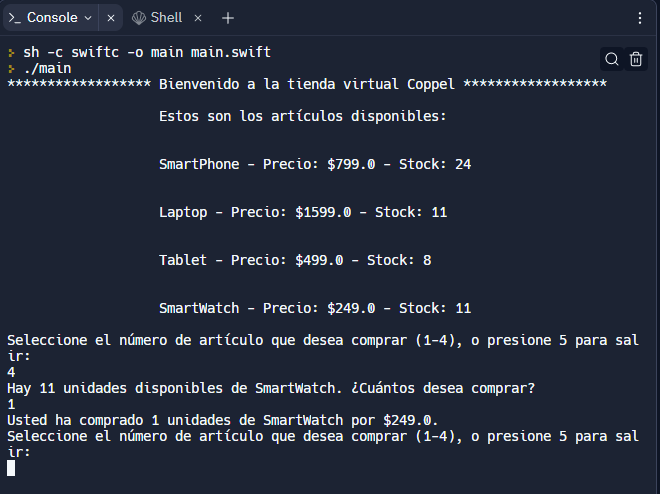 Console
Shell
sh -c swiftc -o main main.swift
./main
****************** Bienvenido a la tienda virtual Coppel ******************
Estos son los artículos disponibles:
SmartPhone - Precio: $799.0 - Stock: 24
Laptop - Precio: $1599.0 - Stock: 11
Tablet - Precio: $499.0 - Stock: 8
SmartWatch - Precio: $249.0 - Stock: 11
Seleccione el número de artículo que desea comprar (1-4), o presione 5 para sal
ir:
4
Hay 11 unidades disponibles de SmartWatch. ¿Cuántos desea comprar?
1
Usted ha comprado 1 unidades de SmartWatch por $249.0.
Seleccione el número de artículo que desea comprar (1-4), o presione 5 para sal
ir: